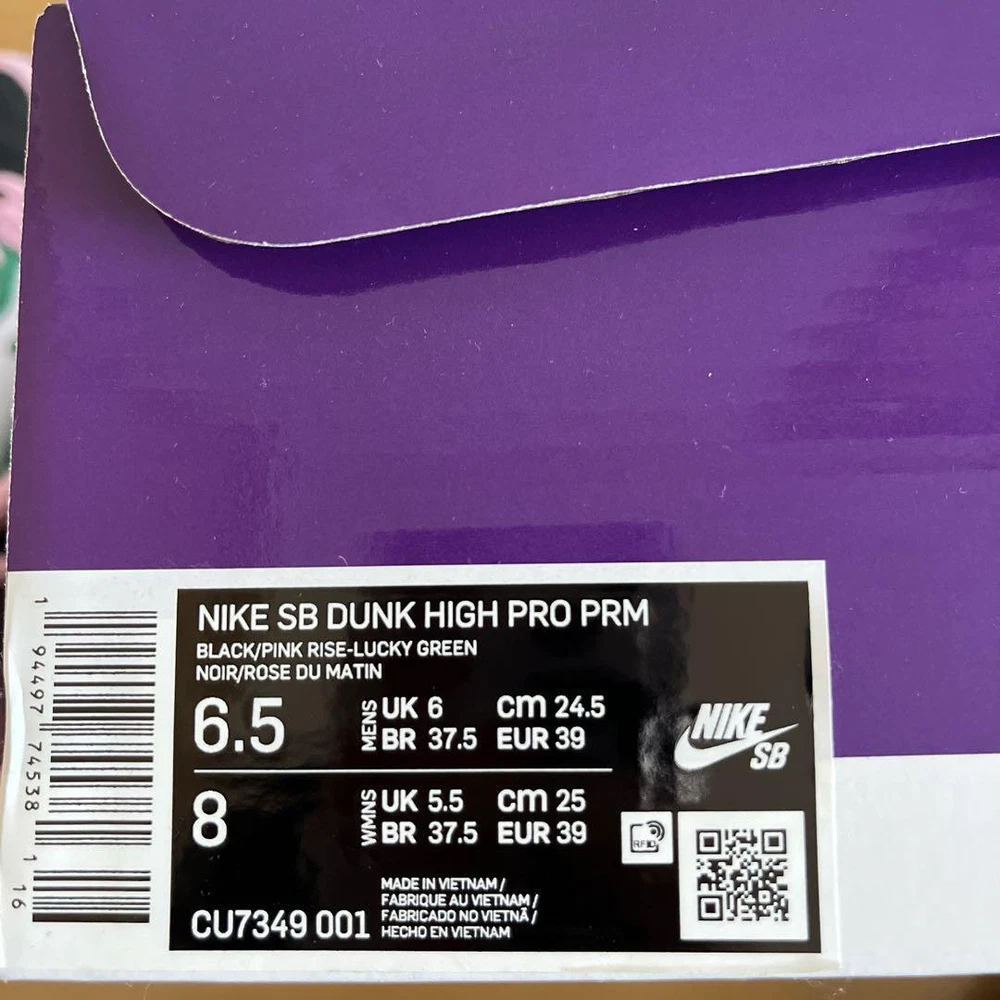 NIKE SB DUNK HIGH PRO PRM
BLACK/PINK RISE-LUCKY GREEN
NOIR/ROSE DU MATIN
6.5 MENS UK 6 cm 24.5
BR 37.5 EUR 39
8 WMNS UK 5.5 cm 25
BR 37.5 EUR 39
NIKE
SB
RFID
MADE IN VIETNAM /
FABRIQUE AU VIETNAM /
FABRICADO NO VIETNÃ /
HECHO EN VIETNAM
CU7349 001
1 94497 74538 1 16